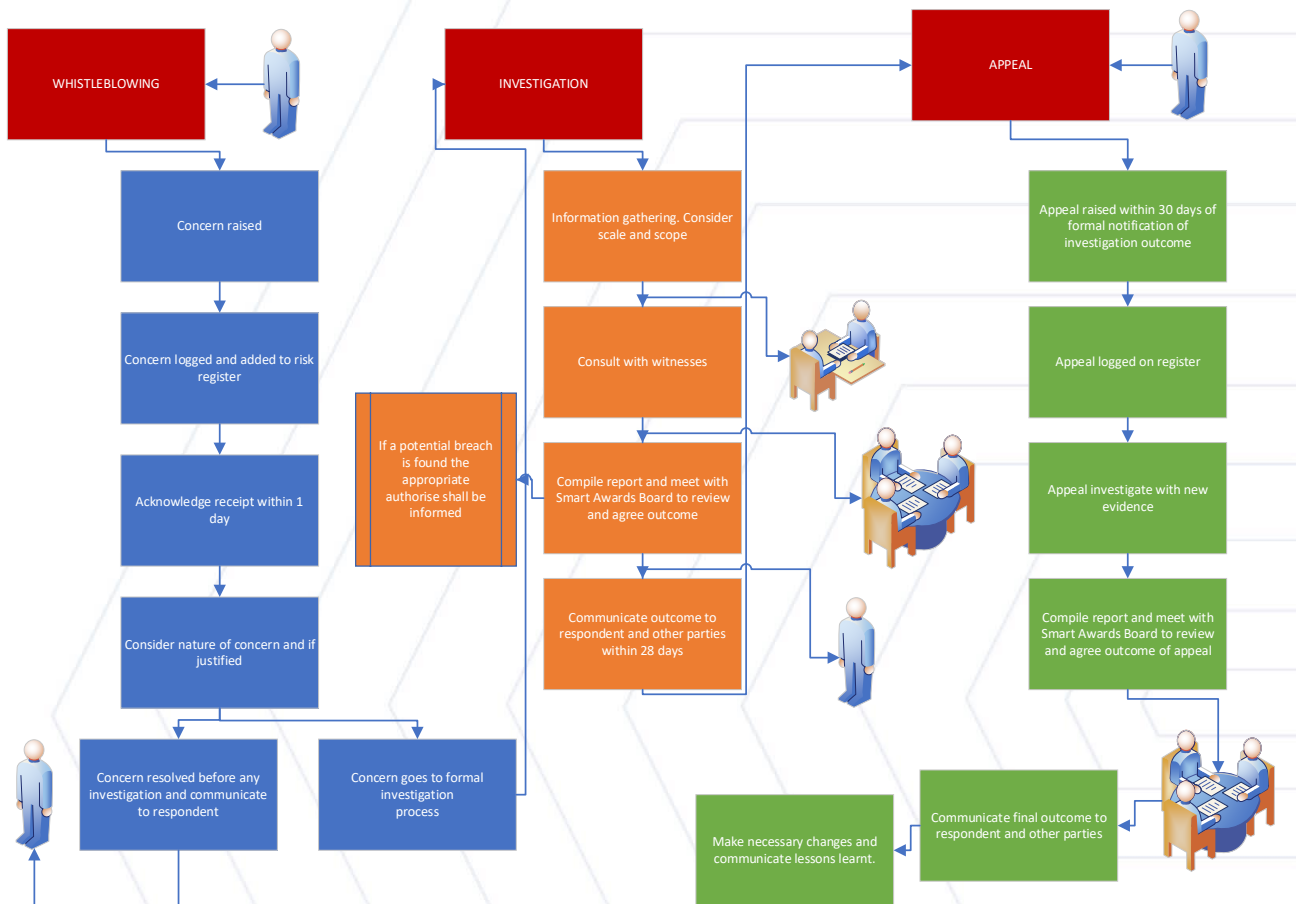 WHISTLEBLOWING
Concern raised
Concern logged and added to risk
register
Acknowledge receipt within 1
day
Consider nature of concern and if
justified
Concern resolved before any
investigation and communicate
to respondent
Concern goes to formal
investigation
process
INVESTIGATION
Information gathering. Consider
scale and scope
Consult with witnesses
If a potential breach
is found the
appropriate
authorise shall be
informed
Compile report and meet with
Smart Awards Board to review
and agree outcome
Communicate outcome to
respondent and other parties
within 28 days
APPEAL
Appeal raised within 30 days of
formal notification of
investigation outcome
Appeal logged on register
Appeal investigate with new
evidence
Compile report and meet with
Smart Awards Board to review
and agree outcome of appeal
Communicate final outcome to
respondent and other parties
Make necessary changes and
communicate lessons learnt.